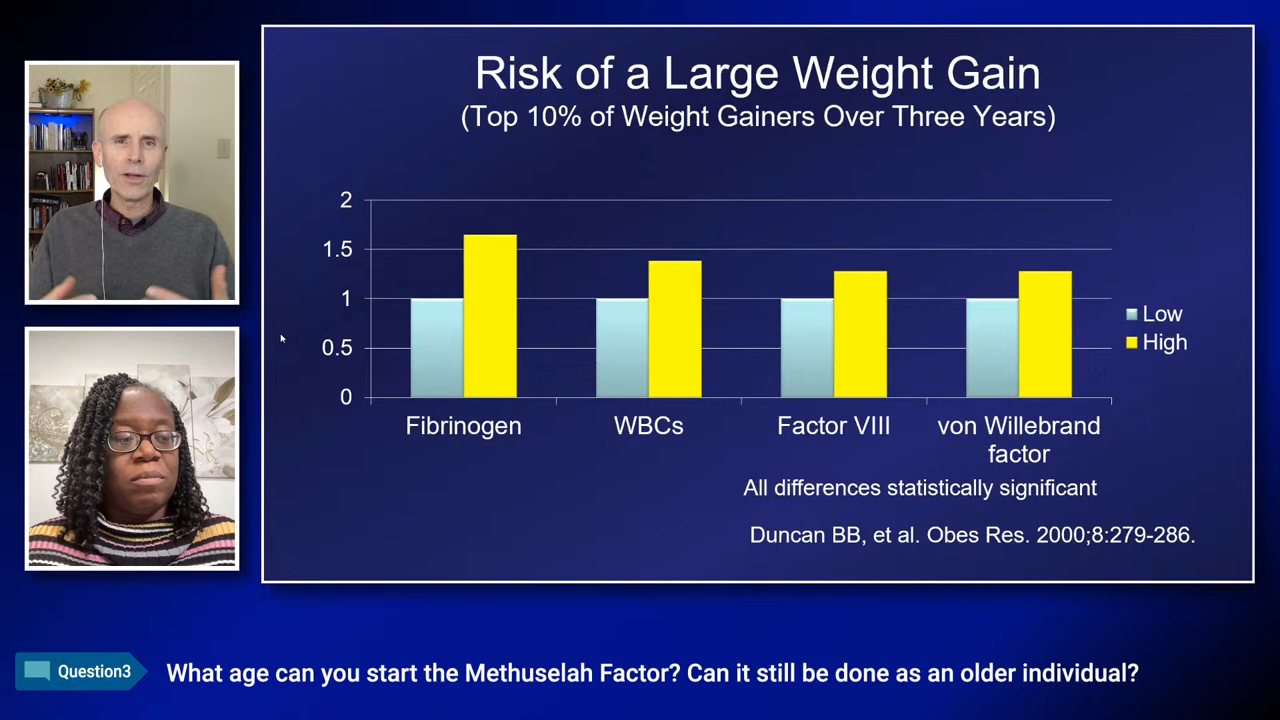 Risk of a Large Weight Gain
(Top 10% of Weight Gainers Over Three Years)
2
1.5
1
0.5
0
Low
High
Fibrinogen
WBCs
Factor VIII
von Willebrand
factor
All differences statistically significant
Duncan BB, et al. Obes Res. 2000;8:279-286.
Question3
What age can you start the Methuselah Factor? Can it still be done as an older individual?